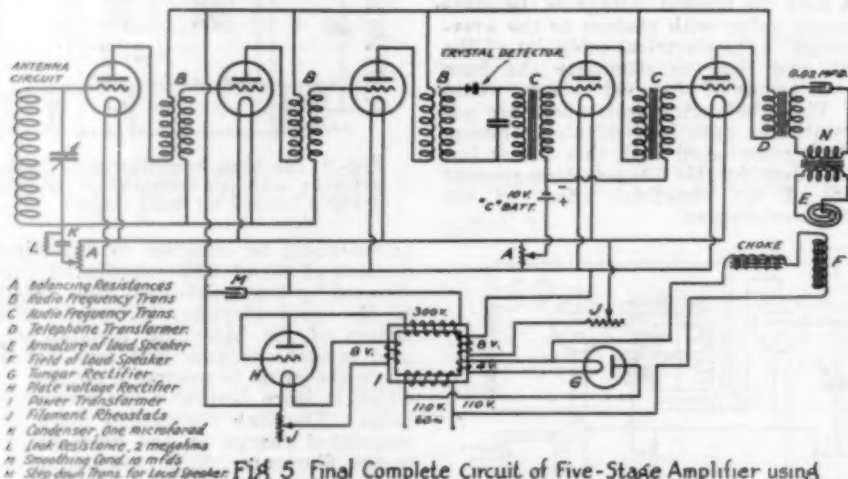 ANTENNA
CIRCUIT
B
B
B
CRYSTAL DETECTOR
C
C
D
0.02 MFD.
N
E
10V.
"C" BATT.
-
+
L
K
A
A
CHOKE
F
M
300V.
8 V.
8 V.
4V.
H
I
J
J
G
110 V.
60~
110V.
A Balancing Resistances
B Radio Frequency Trans
C Audio Frequency Trans.
D Telephone Transformer.
E Armature of Loud Speaker
F Field of Loud Speaker
G Tungar Rectifier
H Plate voltage Rectifier
I Power Transformer
J Filament Rheostats
K Condenser, One microfarad
L Leak Resistance, 2 megohms
M Smoothing Cond. 10 mfds
N Step down Trans. for Loud Speaker
Fig 5 Final Complete Circuit of Five-Stage Amplifier using